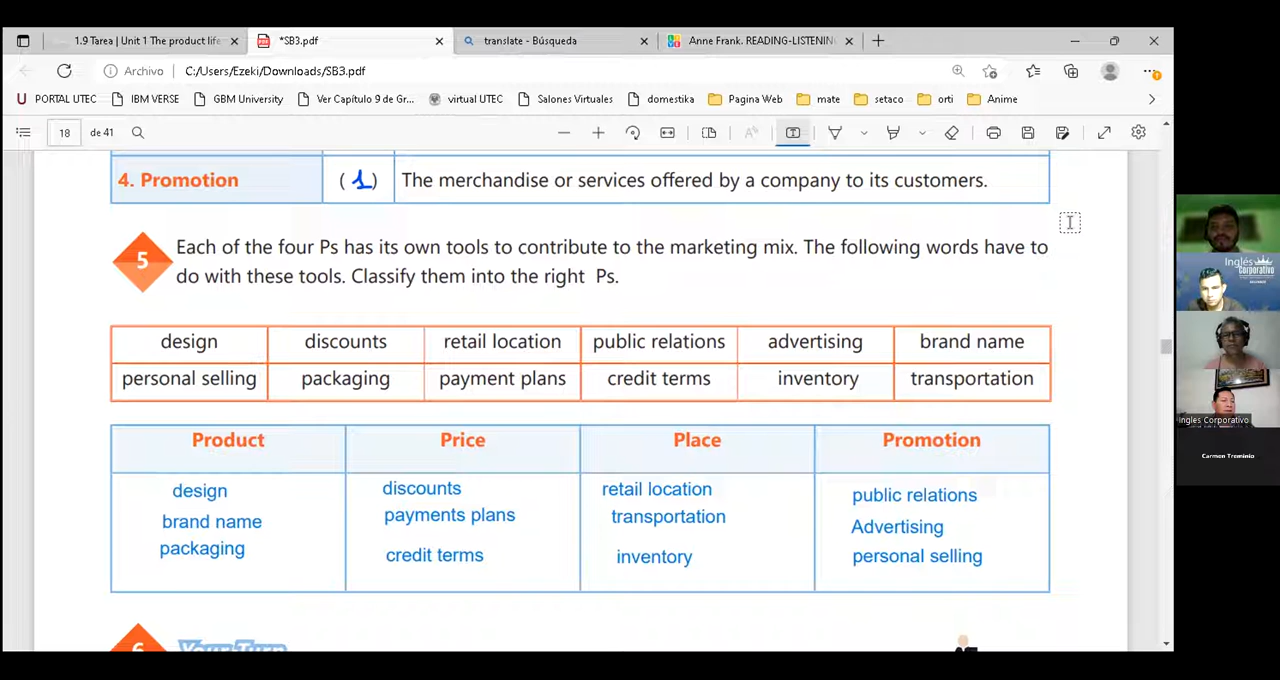 1.9 Tarea | Unit 1 The product life
*SB3.pdf
translate - Búsqueda
Anne Frank. READING-LISTENIN
Archivo
C:/Users/Ezeki/Downloads/SB3.pdf
PORTAL UTEC
IBM VERSE
GBM University
Ver Capítulo 9 de Gr...
virtual UTEC
Salones Virtuales
domestika
Pagina Web
mate
setaco
orti
Anime
18 de 41
4. Promotion ( 1 ) The merchandise or services offered by a company to its customers.
5 Each of the four Ps has its own tools to contribute to the marketing mix. The following words have to
do with these tools. Classify them into the right Ps.
design discounts retail location public relations advertising brand name
personal selling packaging payment plans credit terms inventory transportation
Product Price Place Promotion
design discounts retail location public relations
brand name payments plans transportation Advertising
packaging credit terms inventory personal selling
6 Your Turn
Inglés
Corporativo
Ingles Corporativo
Carmen Treminio